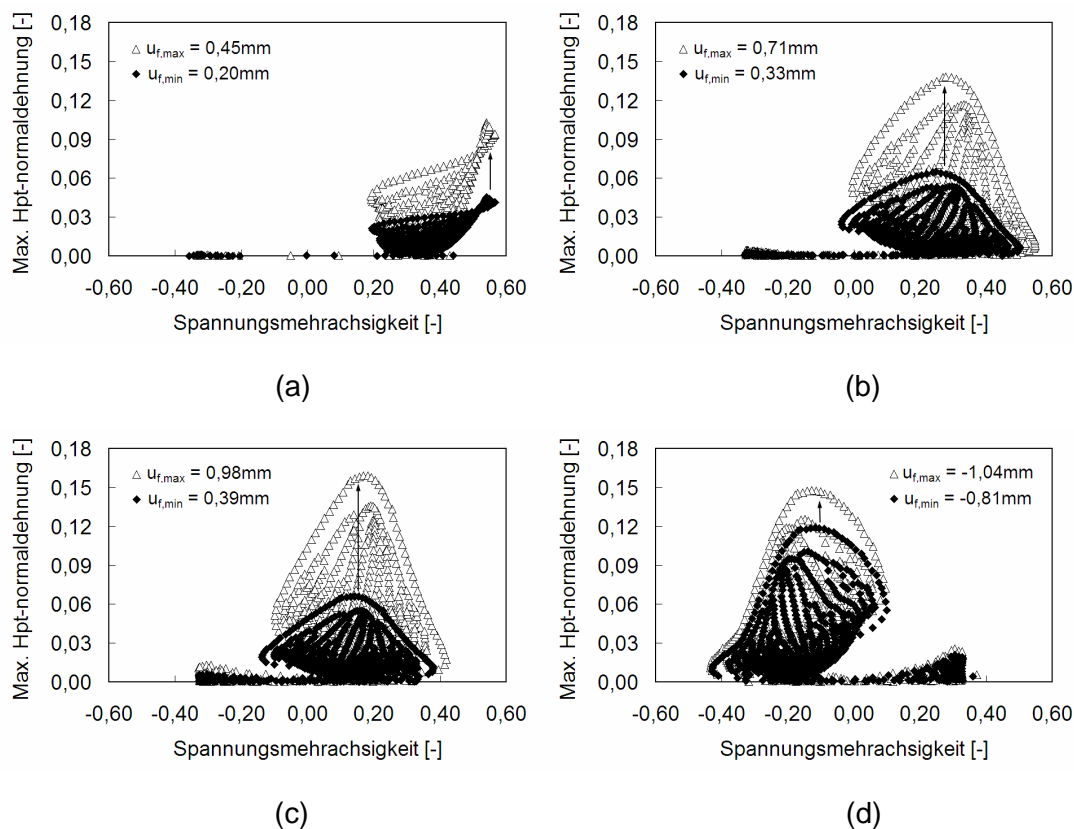 Max. Hpt-normaldehnung [-]
0,18
0,15
0,12
0,09
0,06
0,03
0,00
u_f.max = 0,45mm
u_f,min = 0,20mm
-0,60 -0,40 -0,20 0,00 0,20 0,40 0,60
Spannungsmehrachsigkeit [-]
(a)
Max. Hpt-normaldehnung [-]
0,18
0,15
0,12
0,09
0,06
0,03
0,00
u_f.max = 0,71mm
u_f,min = 0,33mm
-0,60 -0,40 -0,20 0,00 0,20 0,40 0,60
Spannungsmehrachsigkeit [-]
(b)
Max. Hpt-normaldehnung [-]
0,18
0,15
0,12
0,09
0,06
0,03
0,00
u_f.max = 0,98mm
u_f,min = 0,39mm
-0,60 -0,40 -0,20 0,00 0,20 0,40 0,60
Spannungsmehrachsigkeit [-]
(c)
Max. Hpt-normaldehnung [-]
0,18
0,15
0,12
0,09
0,06
0,03
0,00
u_f,max = -1,04mm
u_f,min = -0,81mm
-0,60 -0,40 -0,20 0,00 0,20 0,40 0,60
Spannungsmehrachsigkeit [-]
(d)